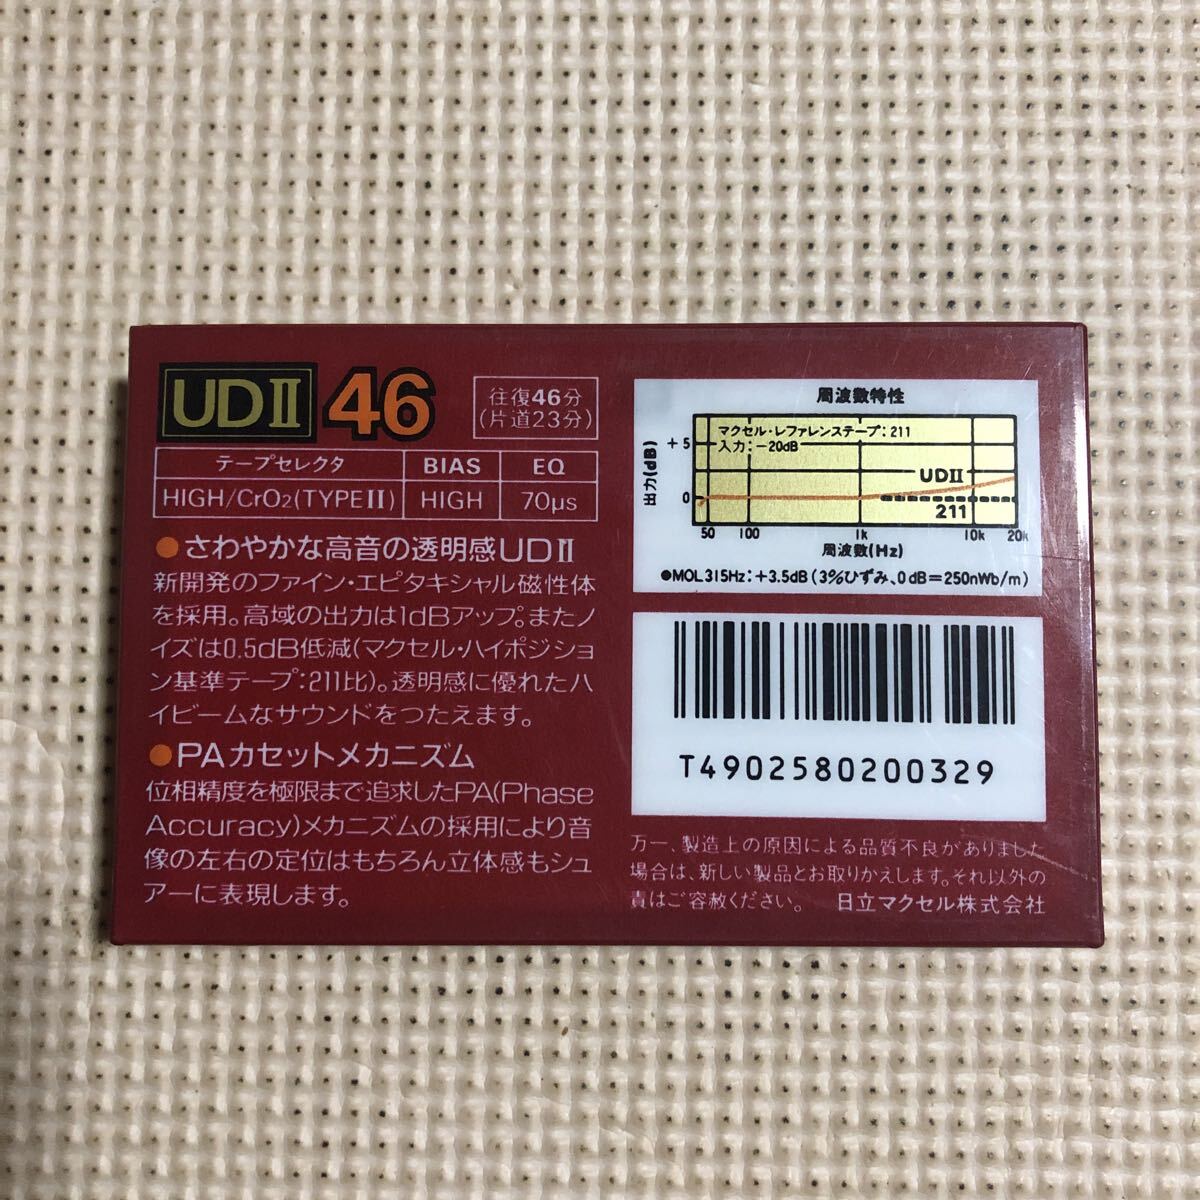 UDII 46
往復46分
(片道23分)
テープセレクタ BIAS EQ
HIGH/CrO2(TYPEII) HIGH 70μs
●さわやかな高音の透明感UDII
新開発のファイン・エピタキシャル磁性体
を採用。高域の出力は1dBアップ。またノ
イズは0.5dB低減(マクセル・ハイポジショ
ン基準テープ:211比)。透明感に優れたハ
イビームなサウンドをつたえます。
●PAカセットメカニズム
位相精度を極限まで追求したPA(Phase
Accuracy)メカニズムの採用により音
像の左右の定位はもちろん立体感もシュ
アーに表現します。
周波数特性
マクセル・レファレンステープ:211
入力:-20dB
+5
0
出力(dB)
UDII
211
50 100 1k 10k 20k
周波数(Hz)
●MOL315Hz:+3.5dB(3%ひずみ、0dB=250nWb/m)
T4902580200329
万一、製造上の原因による品質不良がありました
場合は、新しい製品とお取りかえします。それ以外の
責はご容赦ください。 日立マクセル株式会社